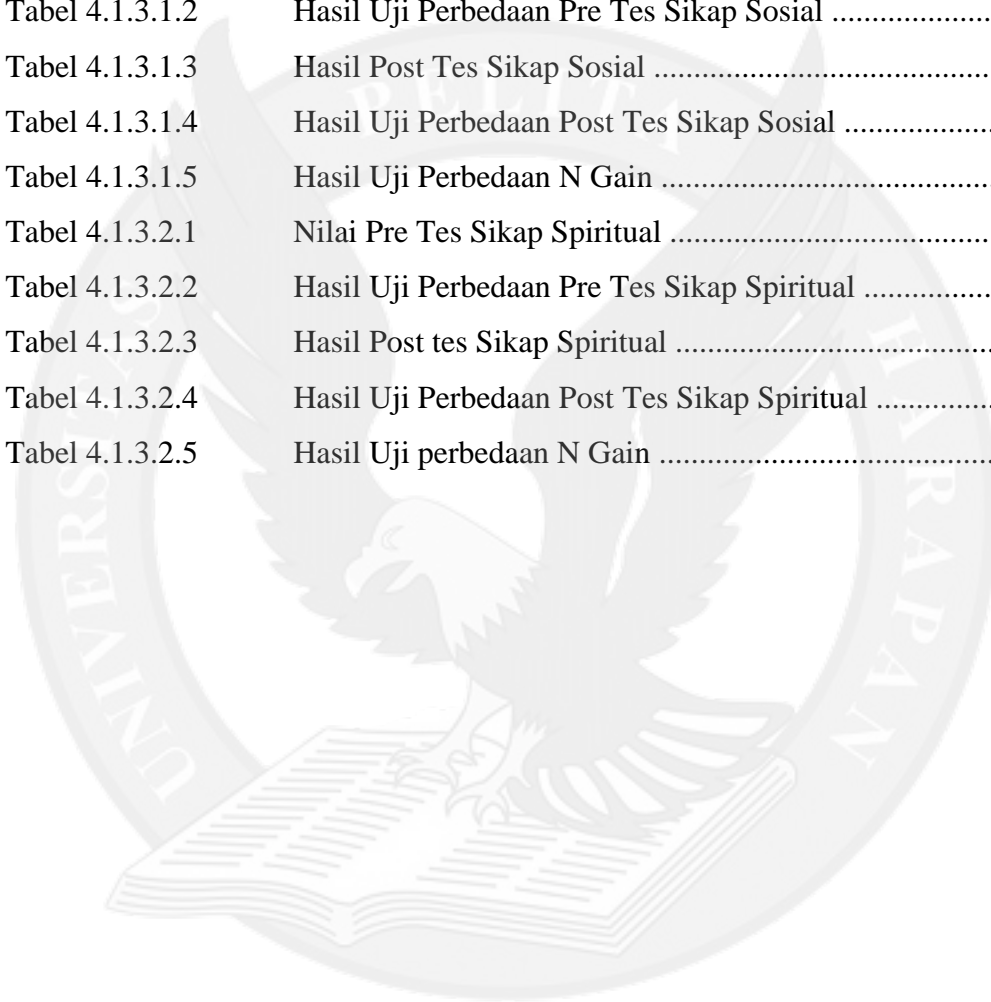 Tabel 4.1.3.1.2 Hasil Uji Perbedaan Pre Tes Sikap Sosial ......................
Tabel 4.1.3.1.3 Hasil Post Tes Sikap Sosial ...............................................
Tabel 4.1.3.1.4 Hasil Uji Perbedaan Post Tes Sikap Sosial ....................
Tabel 4.1.3.1.5 Hasil Uji Perbedaan N Gain ..............................................
Tabel 4.1.3.2.1 Nilai Pre Tes Sikap Spiritual .............................................
Tabel 4.1.3.2.2 Hasil Uji Perbedaan Pre Tes Sikap Spiritual .................
Tabel 4.1.3.2.3 Hasil Post tes Sikap Spiritual ............................................
Tabel 4.1.3.2.4 Hasil Uji Perbedaan Post Tes Sikap Spiritual ...............
Tabel 4.1.3.2.5 Hasil Uji perbedaan N Gain ..............................................
UNIVERSITAS PELITA HARAPAN